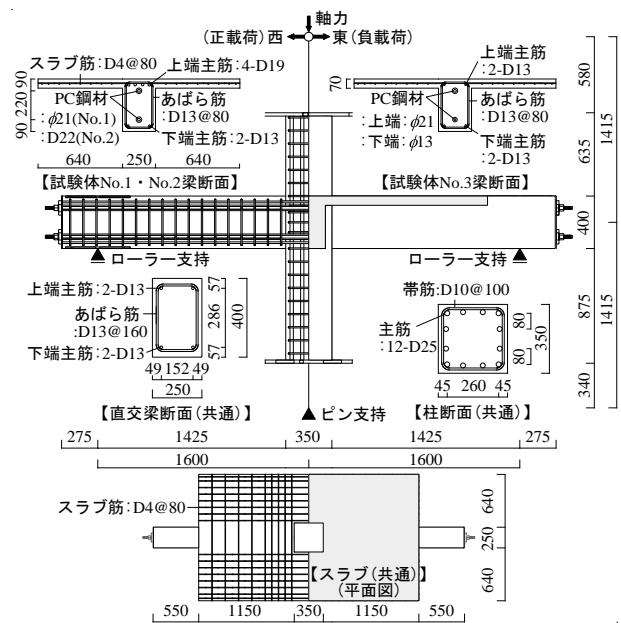 軸力
(正載荷)西 東(負載荷)
スラブ筋:D4@80
上端主筋:4-D19
PC鋼材
:φ21(No.1)
D22(No.2)
あばら筋
:D13@80
下端主筋:2-D13
90 220 90
640 250 640
【試験体No.1・No.2梁断面】
上端主筋
:2-D13
70
PC鋼材
:上端:φ21
:下端:φ13
あばら筋
:D13@80
下端主筋
:2-D13
【試験体No.3梁断面】
580
635
1415
400
875
1415
340
ローラー支持
ローラー支持
上端主筋:2-D13
あばら筋
:D13@160
下端主筋:2-D13
57 286 57
400
49 152 49
250
【直交梁断面(共通)】
帯筋:D10@100
主筋
:12-D25
80
80
350
45 260 45
【柱断面(共通)】
ピン支持
275 1425 350 1425 275
1600 1600
スラブ筋:D4@80
【スラブ(共通)】
(平面図)
640
250
640
550 1150 350 1150 550